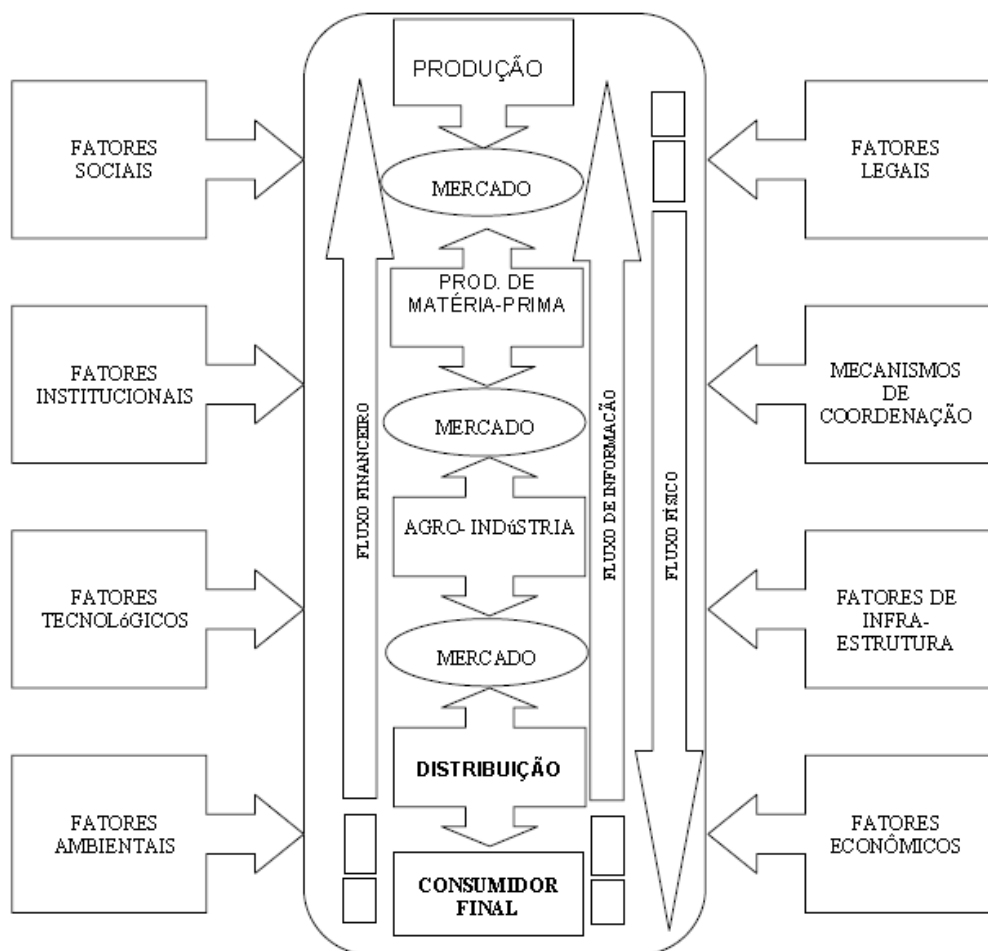 PRODUÇÃO
FATORES
SOCIAIS
MERCADO
FATORES
LEGAIS
PROD. DE
MATÉRIA-PRIMA
FATORES
INSTITUCIONAIS
MERCADO
MECANISMOS
DE
COORDENAÇÃO
FLUXO FINANCEIRO
FLUXO DE INFORMAÇÃO
FLUXO FÍSICO
AGRO- INDúSTRIA
FATORES
TECNOLóGICOS
MERCADO
FATORES DE
INFRA-
ESTRUTURA
DISTRIBUIÇÃO
FATORES
AMBIENTAIS
CONSUMIDOR
FINAL
FATORES
ECONÔMICOS